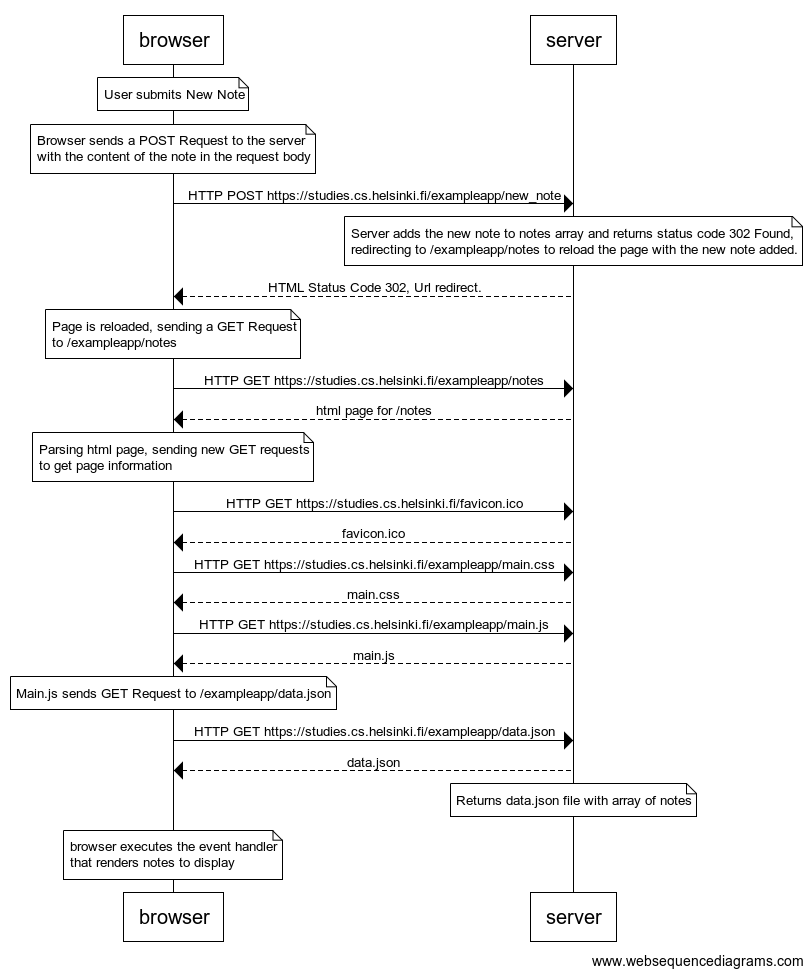 browser
server
User submits New Note
Browser sends a POST Request to the server
with the content of the note in the request body
HTTP POST https://studies.cs.helsinki.fi/exampleapp/new_note
Server adds the new note to notes array and returns status code 302 Found,
redirecting to /exampleapp/notes to reload the page with the new note added.
HTML Status Code 302, Url redirect.
Page is reloaded, sending a GET Request
to /exampleapp/notes
HTTP GET https://studies.cs.helsinki.fi/exampleapp/notes
html page for /notes
Parsing html page, sending new GET requests
to get page information
HTTP GET https://studies.cs.helsinki.fi/favicon.ico
favicon.ico
HTTP GET https://studies.cs.helsinki.fi/exampleapp/main.css
main.css
HTTP GET https://studies.cs.helsinki.fi/exampleapp/main.js
main.js
Main.js sends GET Request to /exampleapp/data.json
HTTP GET https://studies.cs.helsinki.fi/exampleapp/data.json
data.json
Returns data.json file with array of notes
browser executes the event handler
that renders notes to display
browser
server
www.websequencediagrams.com